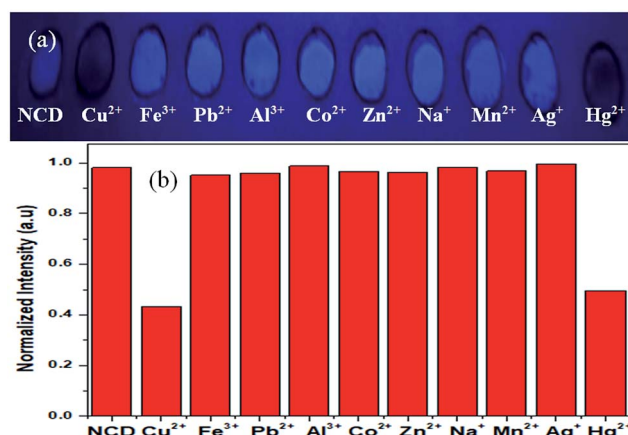 (a)
NCD Cu²⁺ Fe³⁺ Pb²⁺ Al³⁺ Co²⁺ Zn²⁺ Na⁺ Mn²⁺ Ag⁺ Hg²⁺
(b)
Normalized Intensity (a.u)
1.0
0.8
0.6
0.4
0.2
0.0
NCD Cu²⁺ Fe³⁺ Pb²⁺ Al³⁺ Co²⁺ Zn²⁺ Na⁺ Mn²⁺ Ag⁺ Hg²⁺